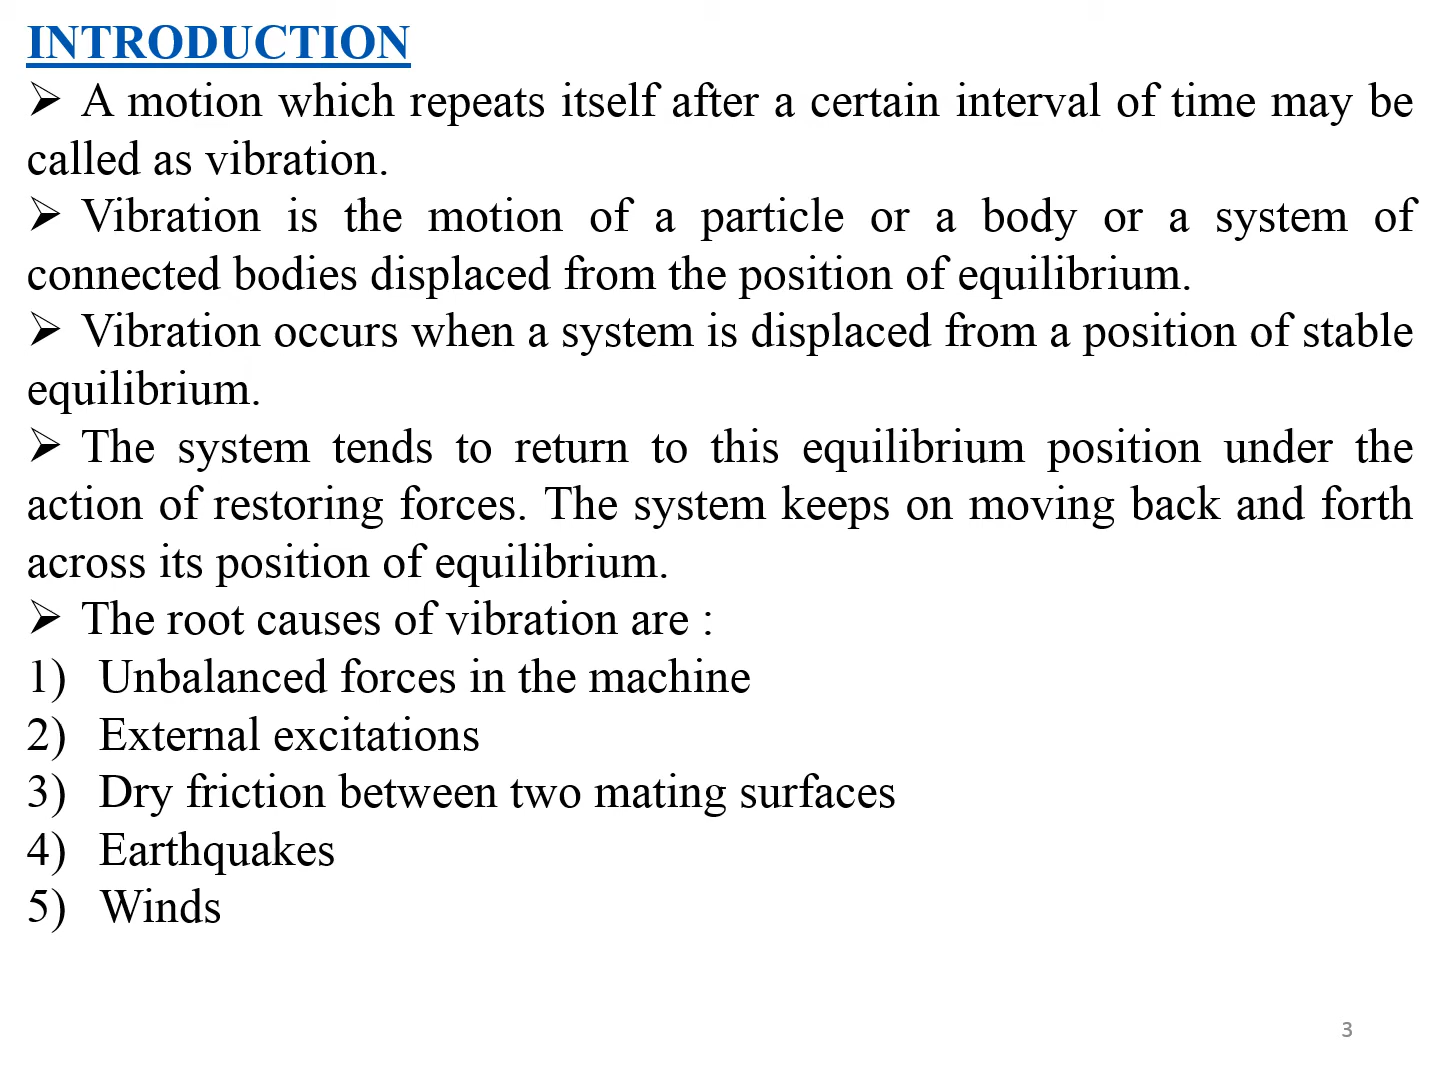 INTRODUCTION
➢ A motion which repeats itself after a certain interval of time may be
called as vibration.
➢ Vibration is the motion of a particle or a body or a system of
connected bodies displaced from the position of equilibrium.
➢ Vibration occurs when a system is displaced from a position of stable
equilibrium.
➢ The system tends to return to this equilibrium position under the
action of restoring forces. The system keeps on moving back and forth
across its position of equilibrium.
➢ The root causes of vibration are :
1) Unbalanced forces in the machine
2) External excitations
3) Dry friction between two mating surfaces
4) Earthquakes
5) Winds
3